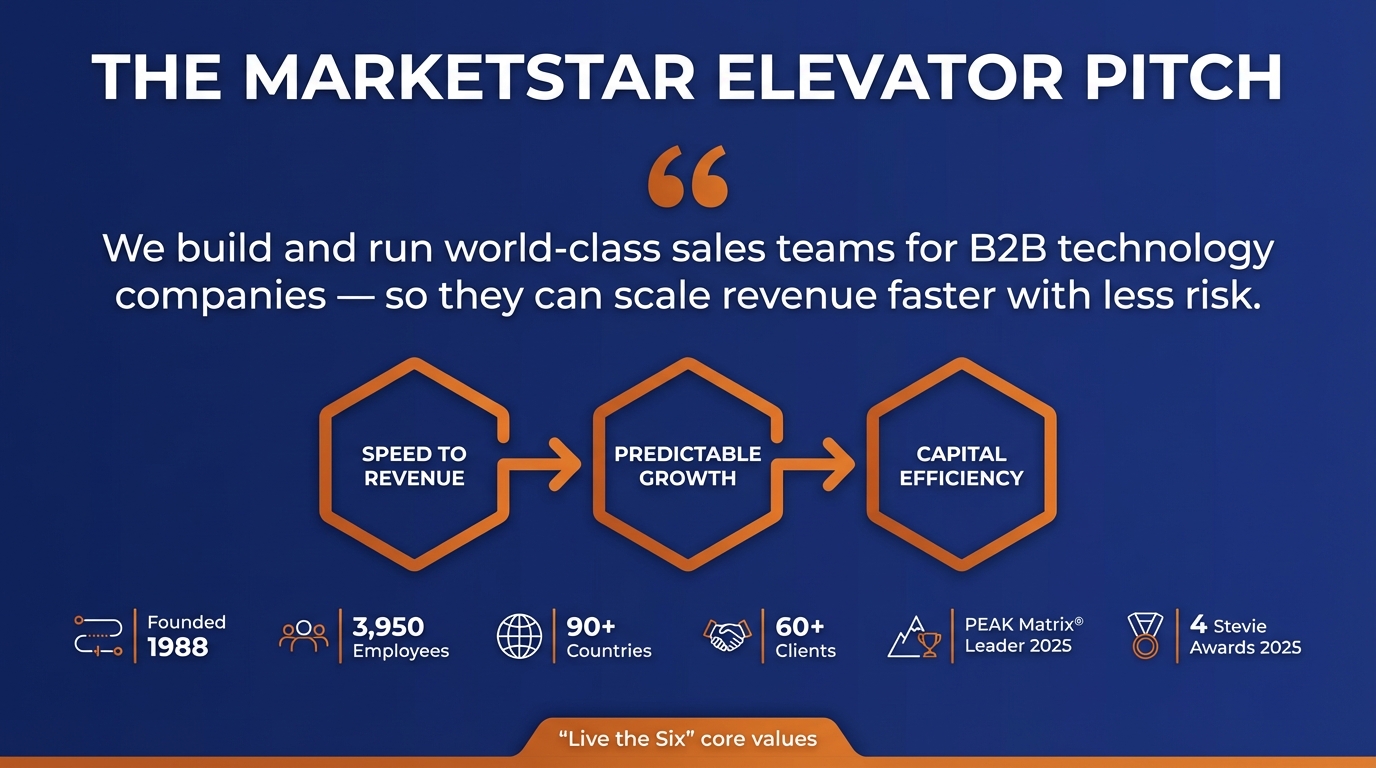 THE MARKETSTAR ELEVATOR PITCH
“
We build and run world-class sales teams for B2B technology
companies — so they can scale revenue faster with less risk.
SPEED TO
REVENUE
PREDICTABLE
GROWTH
CAPITAL
EFFICIENCY
Founded
1988
3,950
Employees
90+
Countries
60+
Clients
PEAK Matrix®
Leader 2025
4 Stevie
Awards 2025
“Live the Six” core values